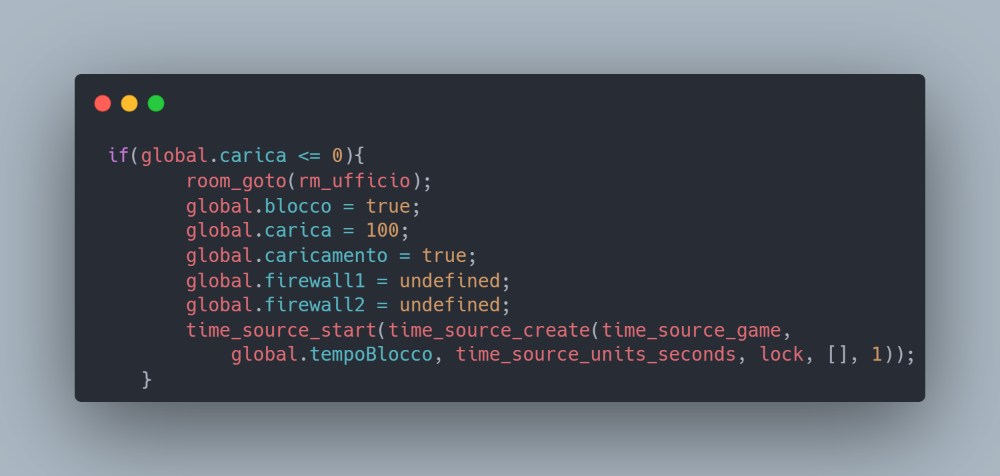 if(global.carica <= 0){
room_goto(rm_ufficio);
global.blocco = true;
global.carica = 100;
global.caricamento = true;
global.firewall1 = undefined;
global.firewall2 = undefined;
time_source_start(time_source_create(time_source_game,
global.tempoBlocco, time_source_units_seconds, lock, [], 1));
}